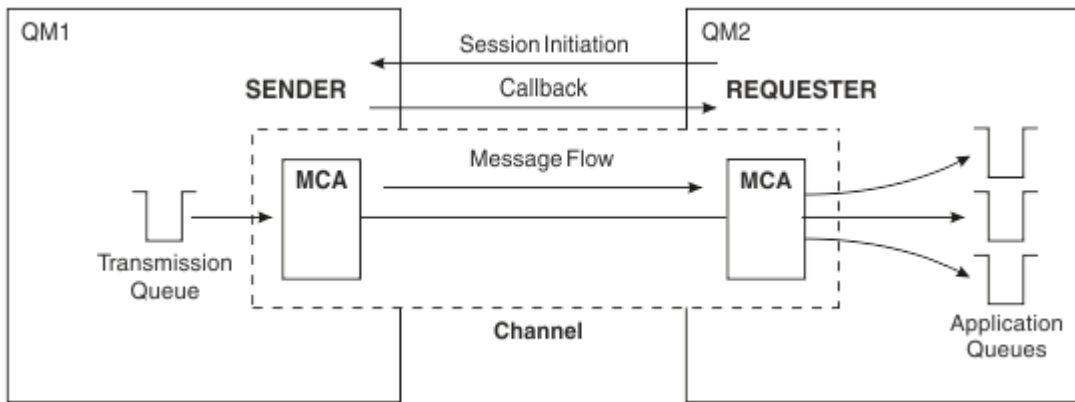 QM1
QM2
Session Initiation
SENDER
Callback
REQUESTER
Message Flow
MCA
MCA
Transmission
Queue
Channel
Application
Queues